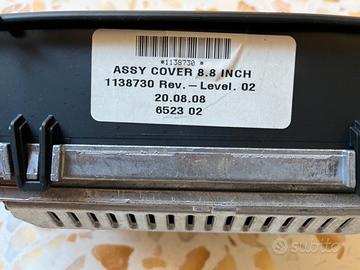 *1138730 *
ASSY COVER 8.8 INCH
1138730 Rev.-Level. 02
20.08.08
6523 02
subito